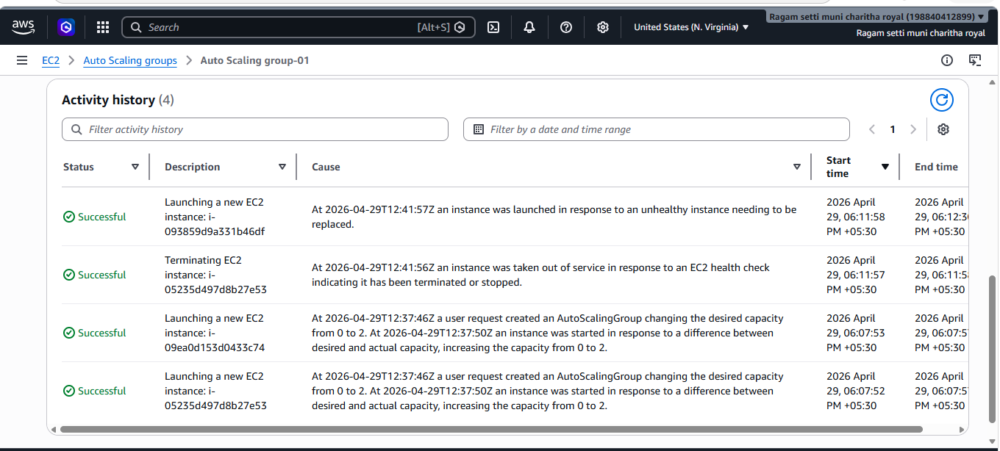 aws
Search
[Alt+S]
United States (N. Virginia)
Ragam setti muni charitha royal (198840412899)
Ragam setti muni charitha royal
EC2
Auto Scaling groups
Auto Scaling group-01
Activity history (4)
Filter activity history
Filter by a date and time range
1
Status
Description
Cause
Start
time
End time
Successful
Launching a new EC2
instance: i-
093859d9a331b46df
At 2026-04-29T12:41:57Z an instance was launched in response to an unhealthy instance needing to be
replaced.
2026 April
29, 06:11:58
PM +05:30
2026 April
29, 06:12:30
PM +05:30
Successful
Terminating EC2
instance: i-
05235d497d8b27e53
At 2026-04-29T12:41:56Z an instance was taken out of service in response to an EC2 health check
indicating it has been terminated or stopped.
2026 April
29, 06:11:57
PM +05:30
2026 April
29, 06:11:58
PM +05:30
Successful
Launching a new EC2
instance: i-
09ea0d153d0433c74
At 2026-04-29T12:37:46Z a user request created an AutoScalingGroup changing the desired capacity
from 0 to 2. At 2026-04-29T12:37:50Z an instance was started in response to a difference between
desired and actual capacity, increasing the capacity from 0 to 2.
2026 April
29, 06:07:53
PM +05:30
2026 April
29, 06:07:57
PM +05:30
Successful
Launching a new EC2
instance: i-
05235d497d8b27e53
At 2026-04-29T12:37:46Z a user request created an AutoScalingGroup changing the desired capacity
from 0 to 2. At 2026-04-29T12:37:50Z an instance was started in response to a difference between
desired and actual capacity, increasing the capacity from 0 to 2.
2026 April
29, 06:07:52
PM +05:30
2026 April
29, 06:07:57
PM +05:30